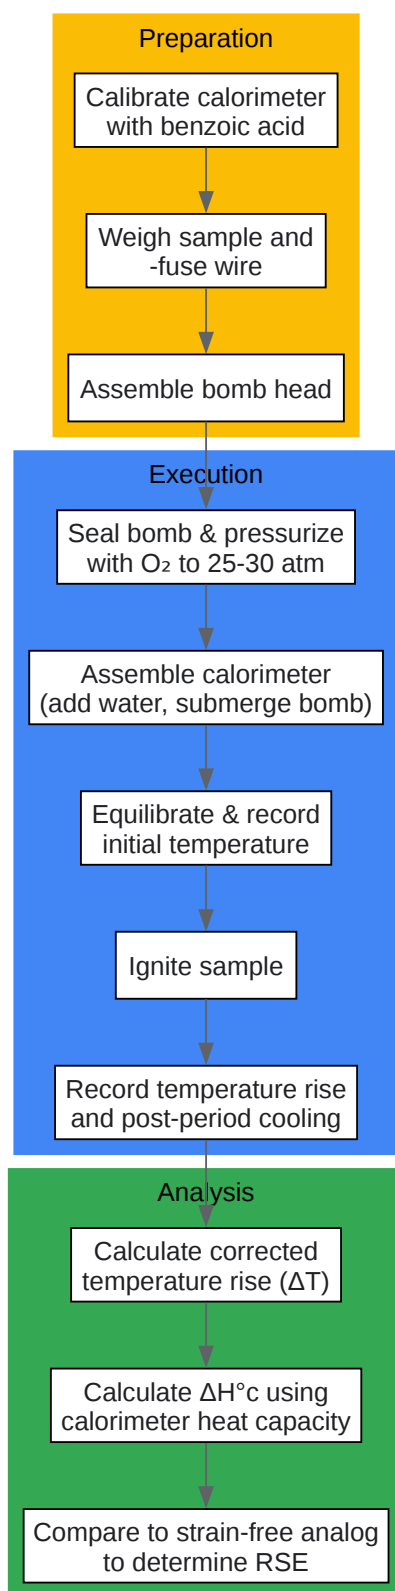 Preparation
Calibrate calorimeter
with benzoic acid
Weigh sample and
-fuse wire
Assemble bomb head
Execution
Seal bomb & pressurize
with O₂ to 25-30 atm
Assemble calorimeter
(add water, submerge bomb)
Equilibrate & record
initial temperature
Ignite sample
Record temperature rise
and post-period cooling
Analysis
Calculate corrected
temperature rise (ΔT)
Calculate ΔH°c using
calorimeter heat capacity
Compare to strain-free analog
to determine RSE